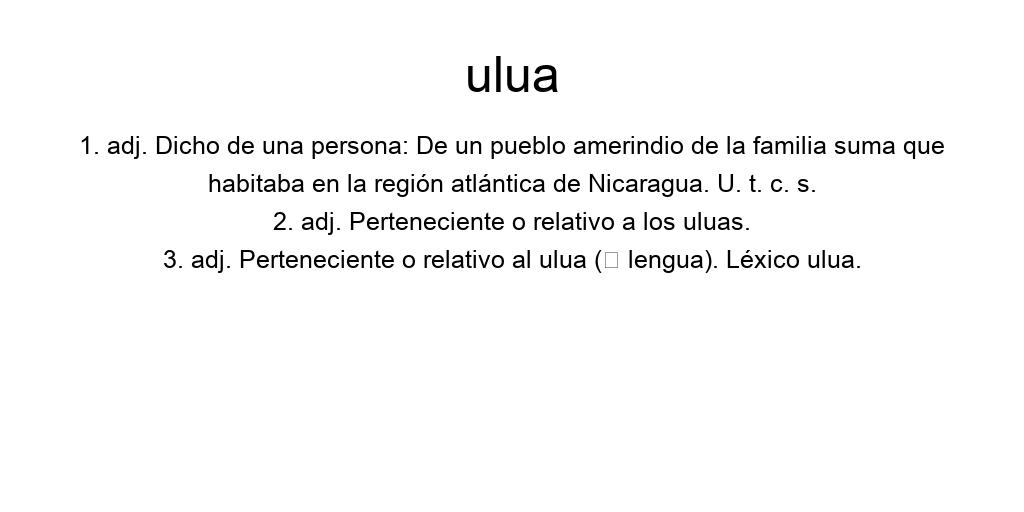 ulua
1. adj. Dicho de una persona: De un pueblo amerindio de la familia suma que
habitaba en la región atlántica de Nicaragua. U. t. c. s.
2. adj. Perteneciente o relativo a los uluas.
3. adj. Perteneciente o relativo al ulua (□ lengua). Léxico ulua.